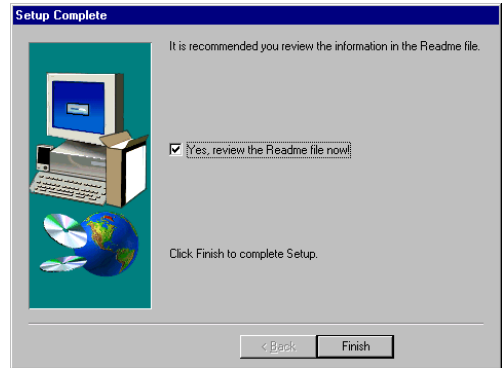 Setup Complete
It is recommended you review the information in the Readme file.
Yes, review the Readme file now!
Click Finish to complete Setup.
< Back
Finish